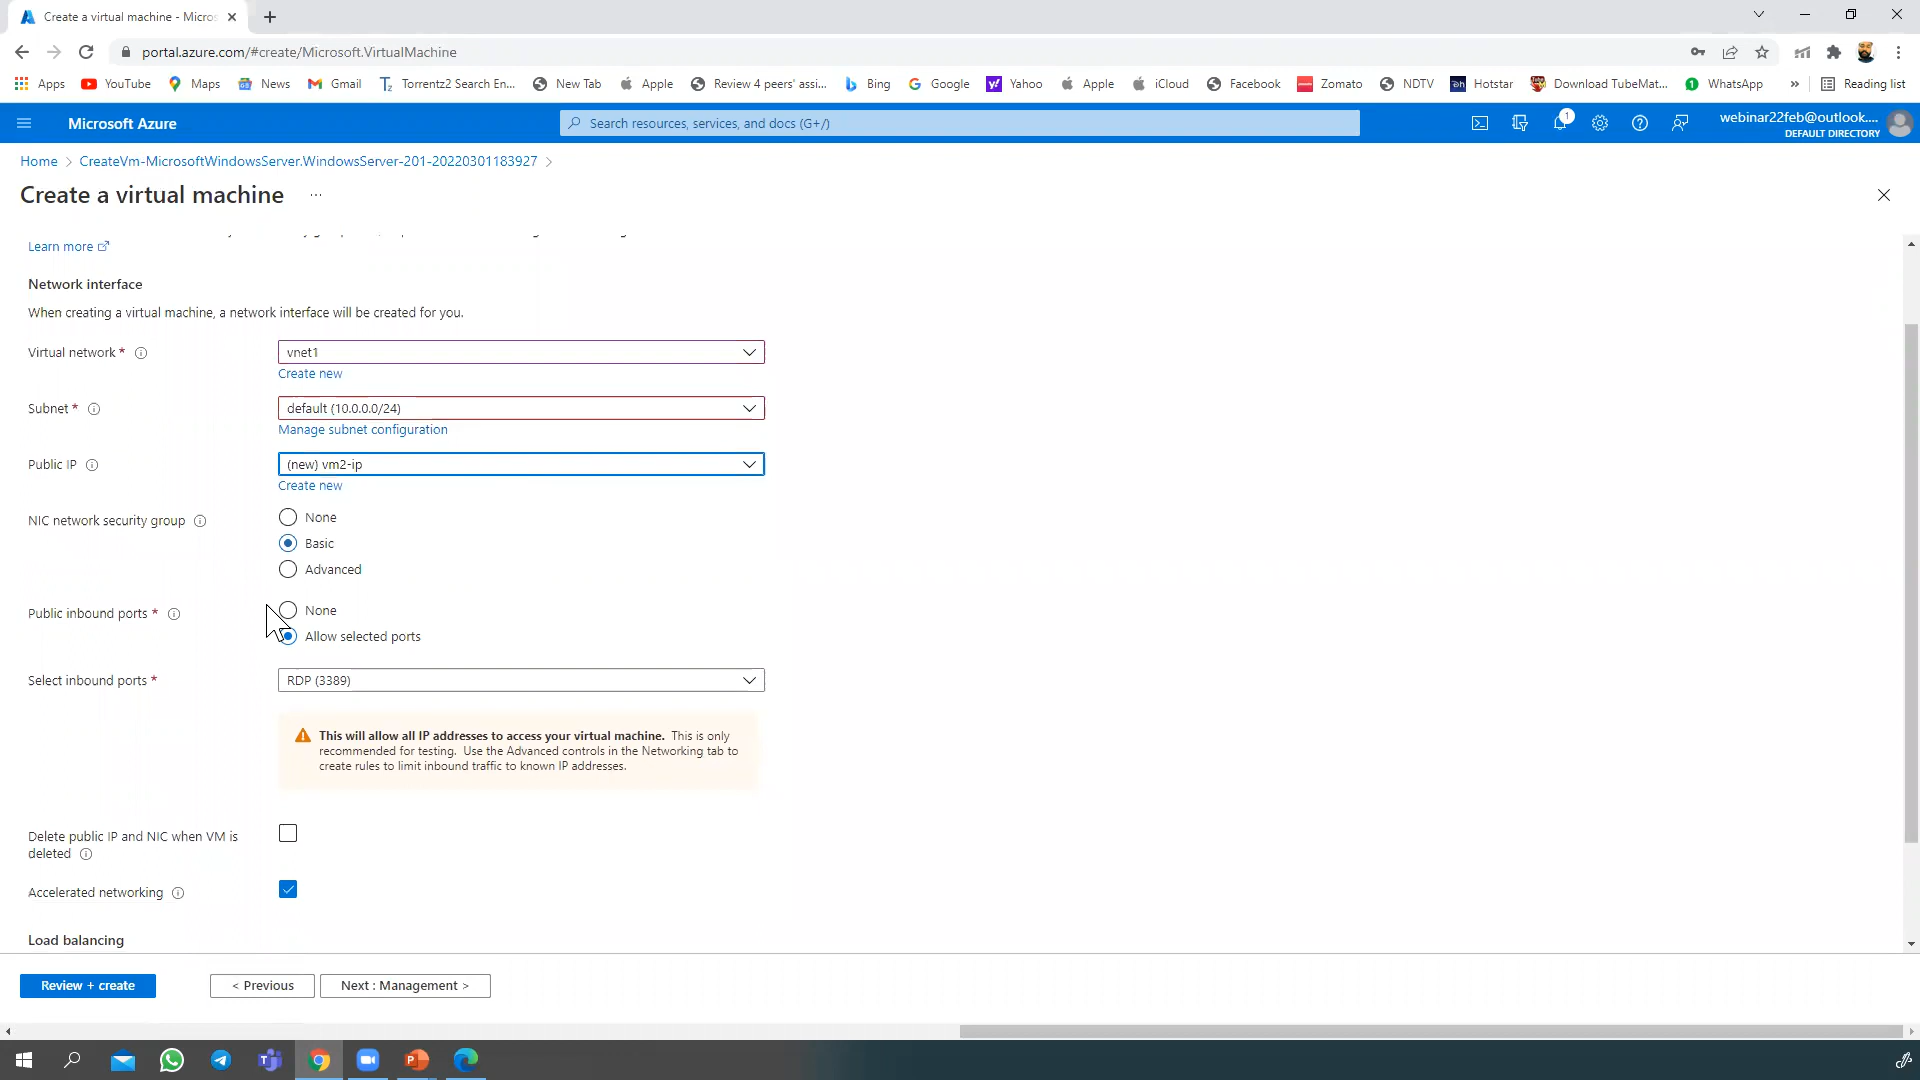 Create a virtual machine - Micros
portal.azure.com/#create/Microsoft.VirtualMachine
Apps YouTube Maps News Gmail Torrentz2 Search En... New Tab Apple Review 4 peers' assi... Bing Google Yahoo Apple iCloud Facebook Zomato NDTV Hotstar Download TubeMat... WhatsApp » Reading list
Microsoft Azure
Search resources, services, and docs (G+/)
1
webinar22feb@outlook....
DEFAULT DIRECTORY
Home > CreateVm-MicrosoftWindowsServer.WindowsServer-201-20220301183927 >
Create a virtual machine ...
Learn more
Network interface
When creating a virtual machine, a network interface will be created for you.
Virtual network * vnet1
Create new
Subnet * default (10.0.0.0/24)
Manage subnet configuration
Public IP (new) vm2-ip
Create new
NIC network security group None
Basic
Advanced
Public inbound ports * None
Allow selected ports
Select inbound ports * RDP (3389)
This will allow all IP addresses to access your virtual machine. This is only
recommended for testing. Use the Advanced controls in the Networking tab to
create rules to limit inbound traffic to known IP addresses.
Delete public IP and NIC when VM is
deleted
Accelerated networking
Load balancing
Review + create < Previous Next : Management >